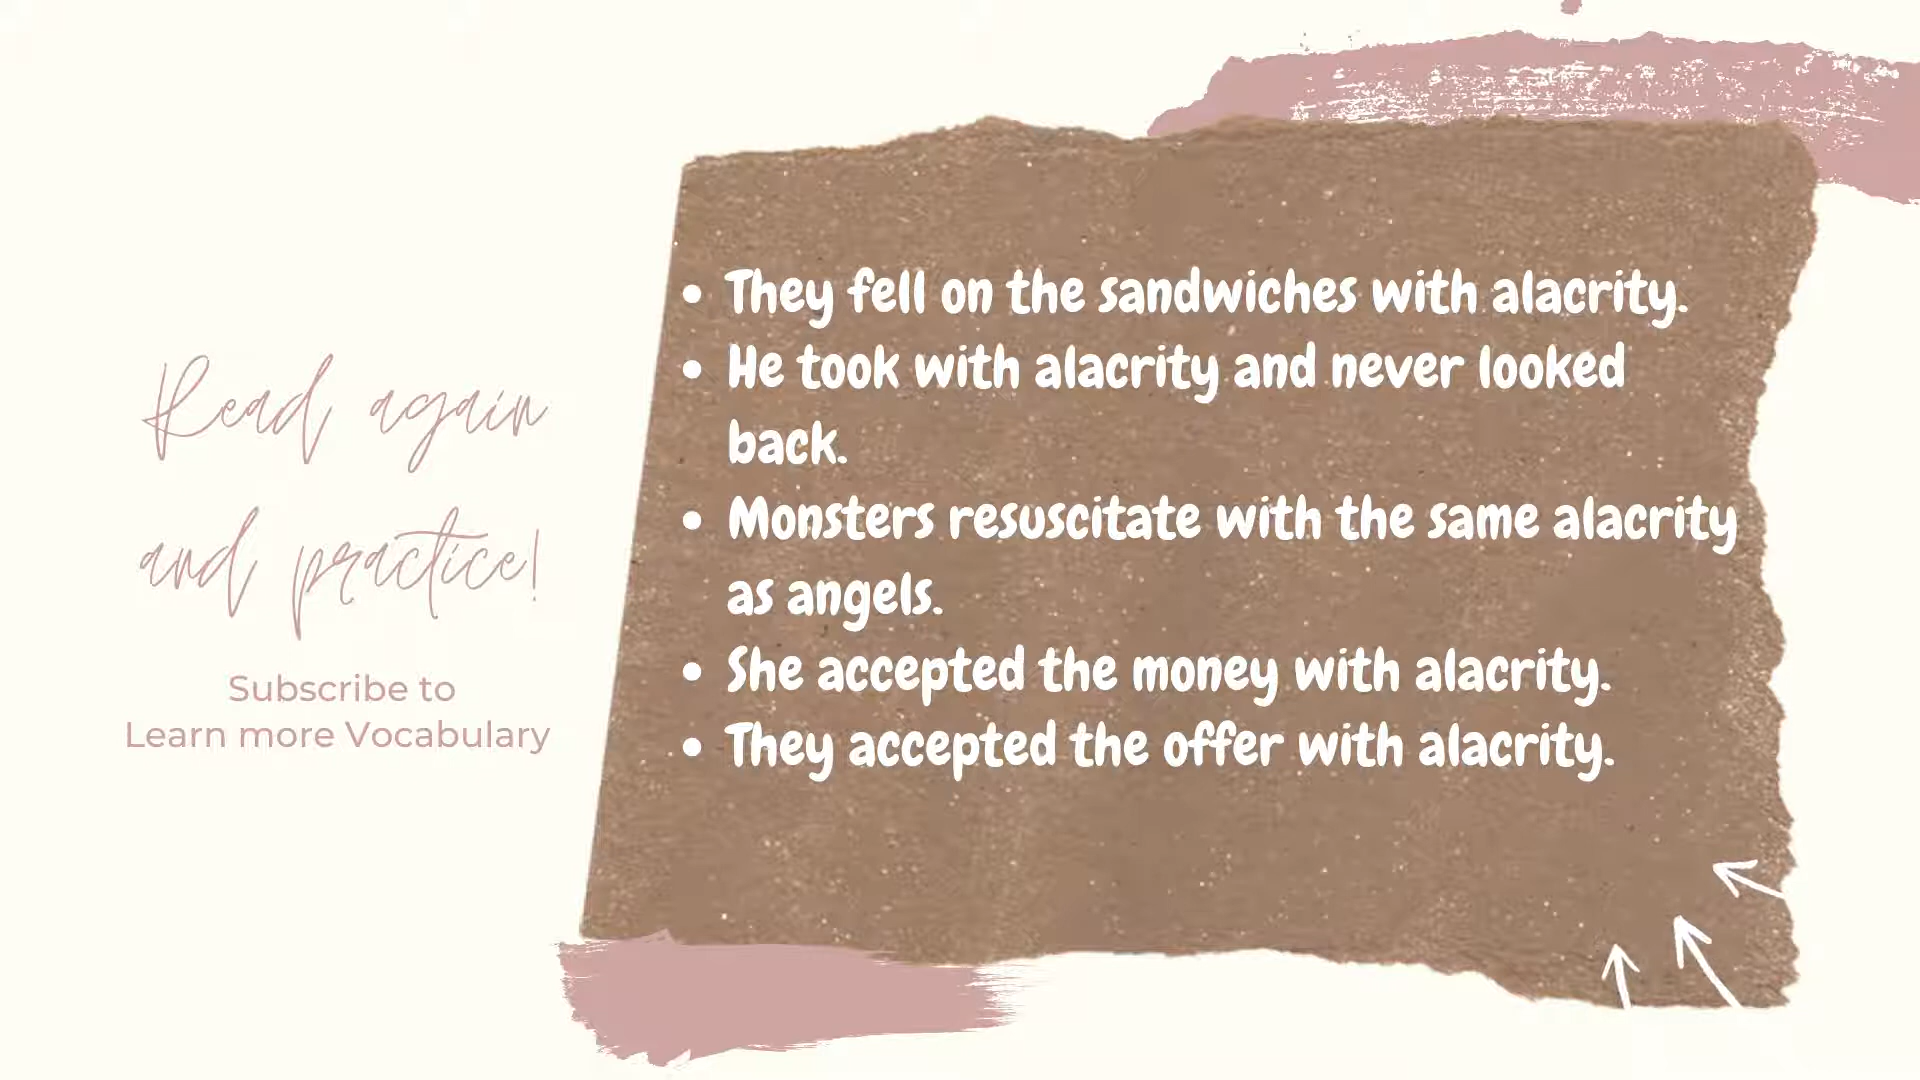 Read again
and practice!
Subscribe to
Learn more Vocabulary
• They fell on the sandwiches with alacrity.
• He took with alacrity and never looked
back.
• Monsters resuscitate with the same alacrity
as angels.
• She accepted the money with alacrity.
• They accepted the offer with alacrity.